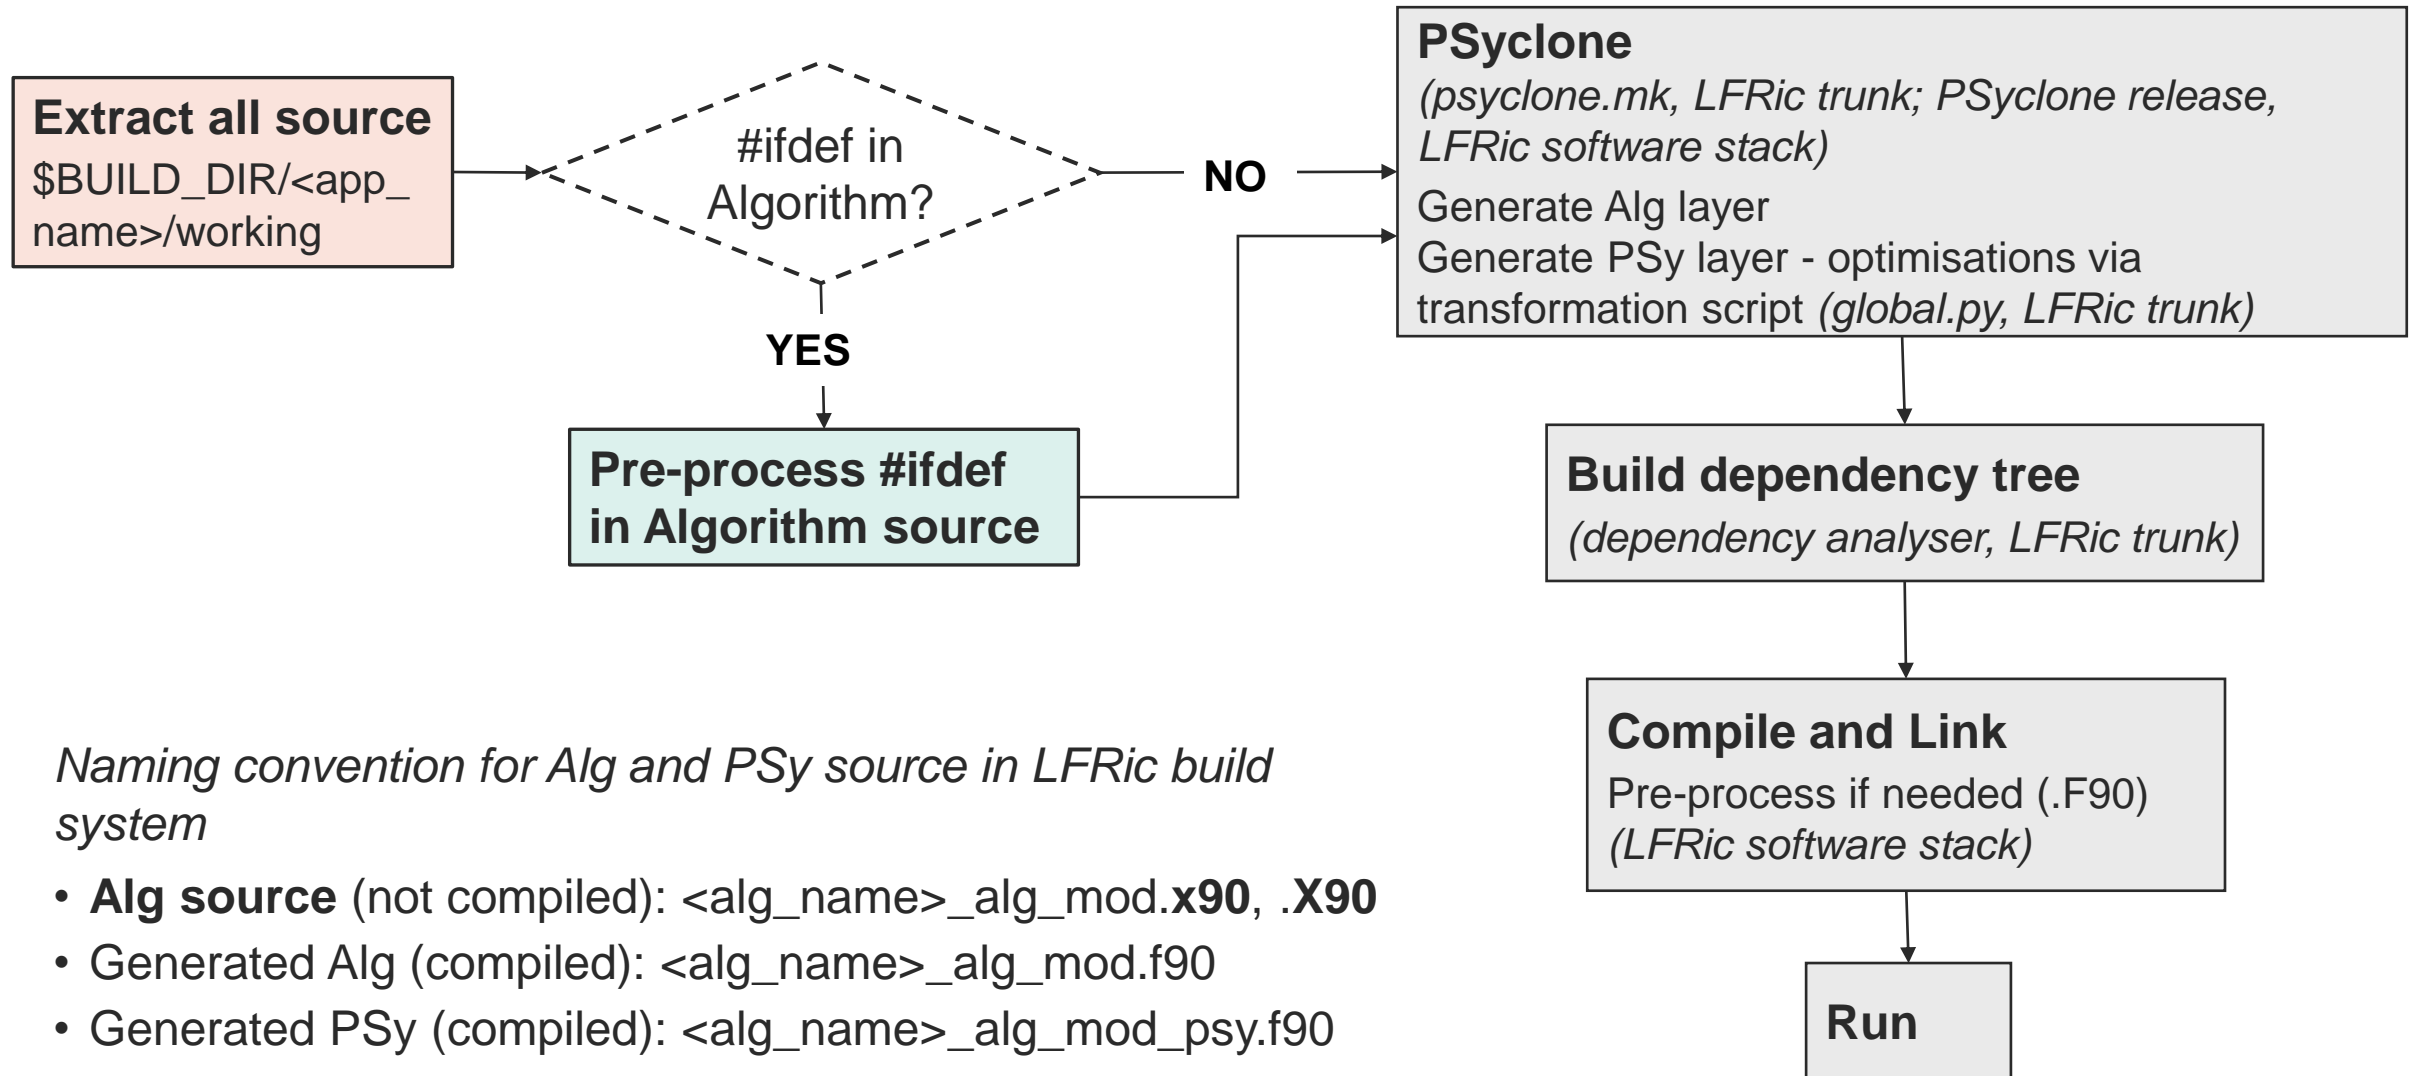 Extract all source
$BUILD_DIR/<app_
name>/working
#ifdef in
Algorithm?
NO
YES
Pre-process #ifdef
in Algorithm source
PSyclone
(psyclone.mk, LFRic trunk; PSyclone release,
LFRic software stack)
Generate Alg layer
Generate PSy layer - optimisations via
transformation script (global.py, LFRic trunk)
Build dependency tree
(dependency analyser, LFRic trunk)
Compile and Link
Pre-process if needed (.F90)
(LFRic software stack)
Run
Naming convention for Alg and PSy source in LFRic build
system
• Alg source (not compiled): <alg_name>_alg_mod.x90, .X90
• Generated Alg (compiled): <alg_name>_alg_mod.f90
• Generated PSy (compiled): <alg_name>_alg_mod_psy.f90